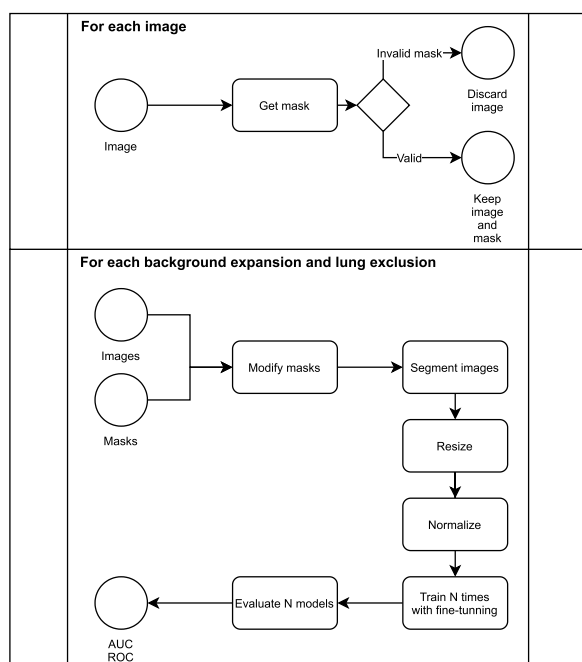 For each image
Invalid mask
Get mask
Image
Discard
image
Valid
Keep
image
and
mask
For each background expansion and lung exclusion
Images
Modify masks
Segment images
Masks
Resize
Normalize
Train N times
with fine-tunning
Evaluate N models
AUC
ROC